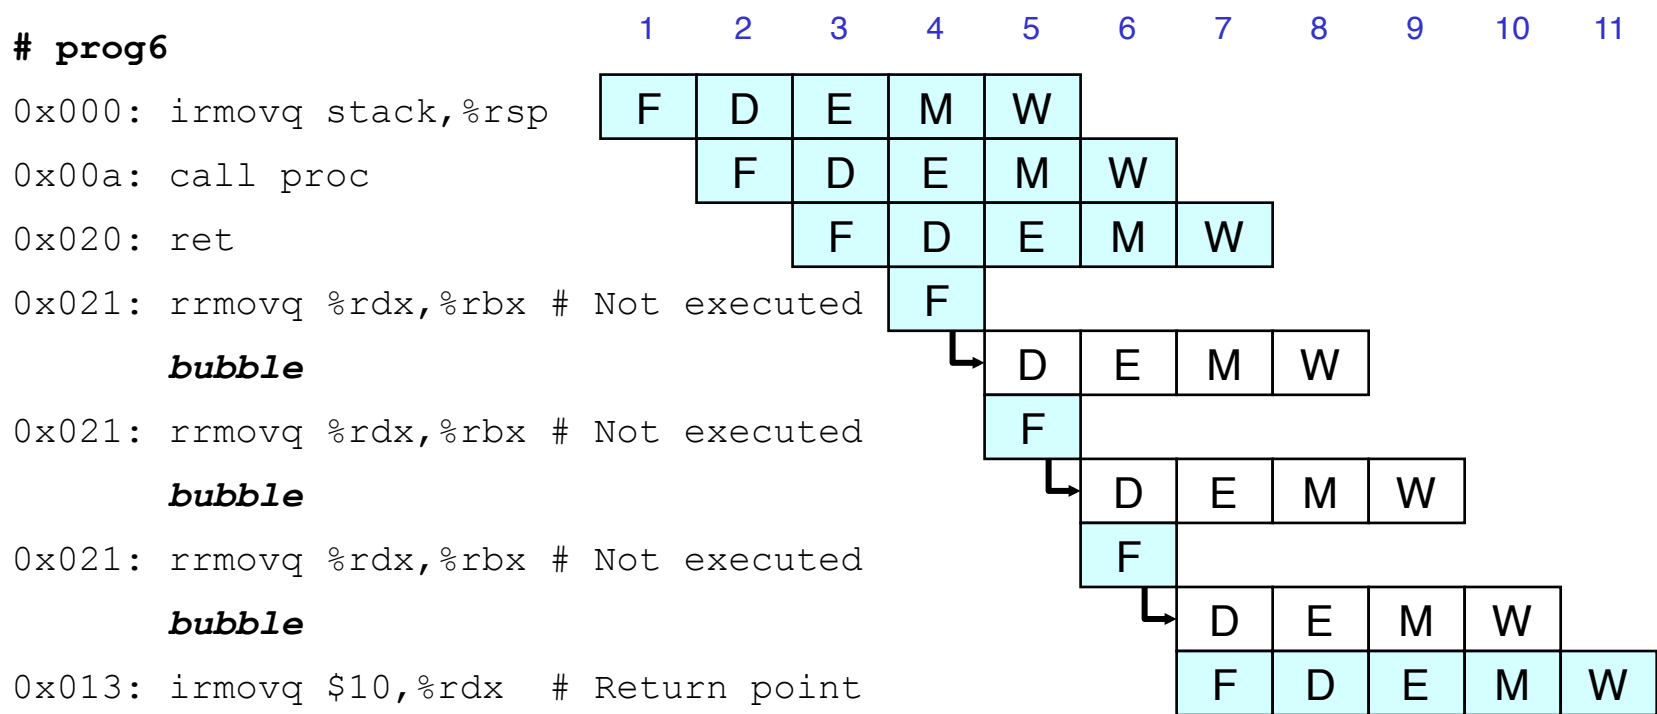 1 2 3 4 5 6 7 8 9 10 11
# prog6
0x000: irmovq stack,%rsp F D E M W
0x00a: call proc F D E M W
0x020: ret F D E M W
0x021: rrmovq %rdx,%rbx # Not executed F
bubble D E M W
0x021: rrmovq %rdx,%rbx # Not executed F
bubble D E M W
0x021: rrmovq %rdx,%rbx # Not executed F
bubble D E M W
0x013: irmovq $10,%rdx # Return point F D E M W